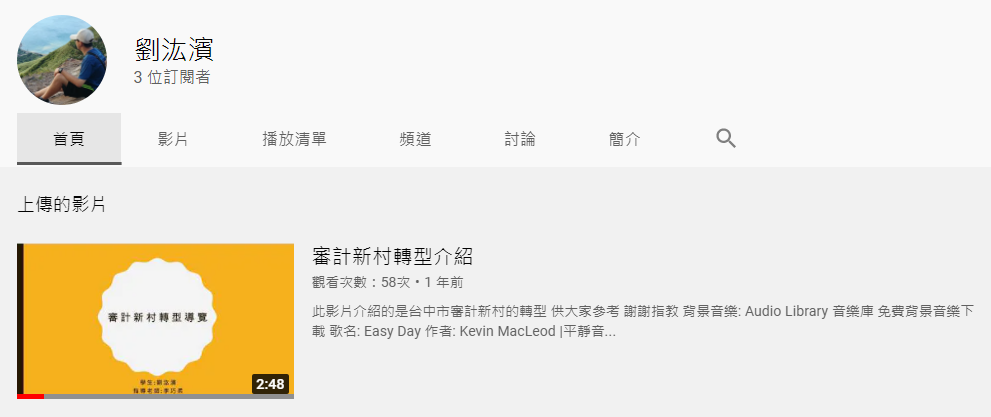 劉汯濱
3 位訂閱者
首頁 影片 播放清單 頻道 討論 簡介
上傳的影片
審計新村轉型導覽
學生:劉汯濱
指導老師:李巧雯
2:48
審計新村轉型介紹
觀看次數：58次 • 1 年前
此影片介紹的是台中市審計新村的轉型 供大家參考 謝謝指教 背景音樂: Audio Library 音樂庫 免費背景音樂下
載 歌名: Easy Day 作者: Kevin MacLeod |平靜音...